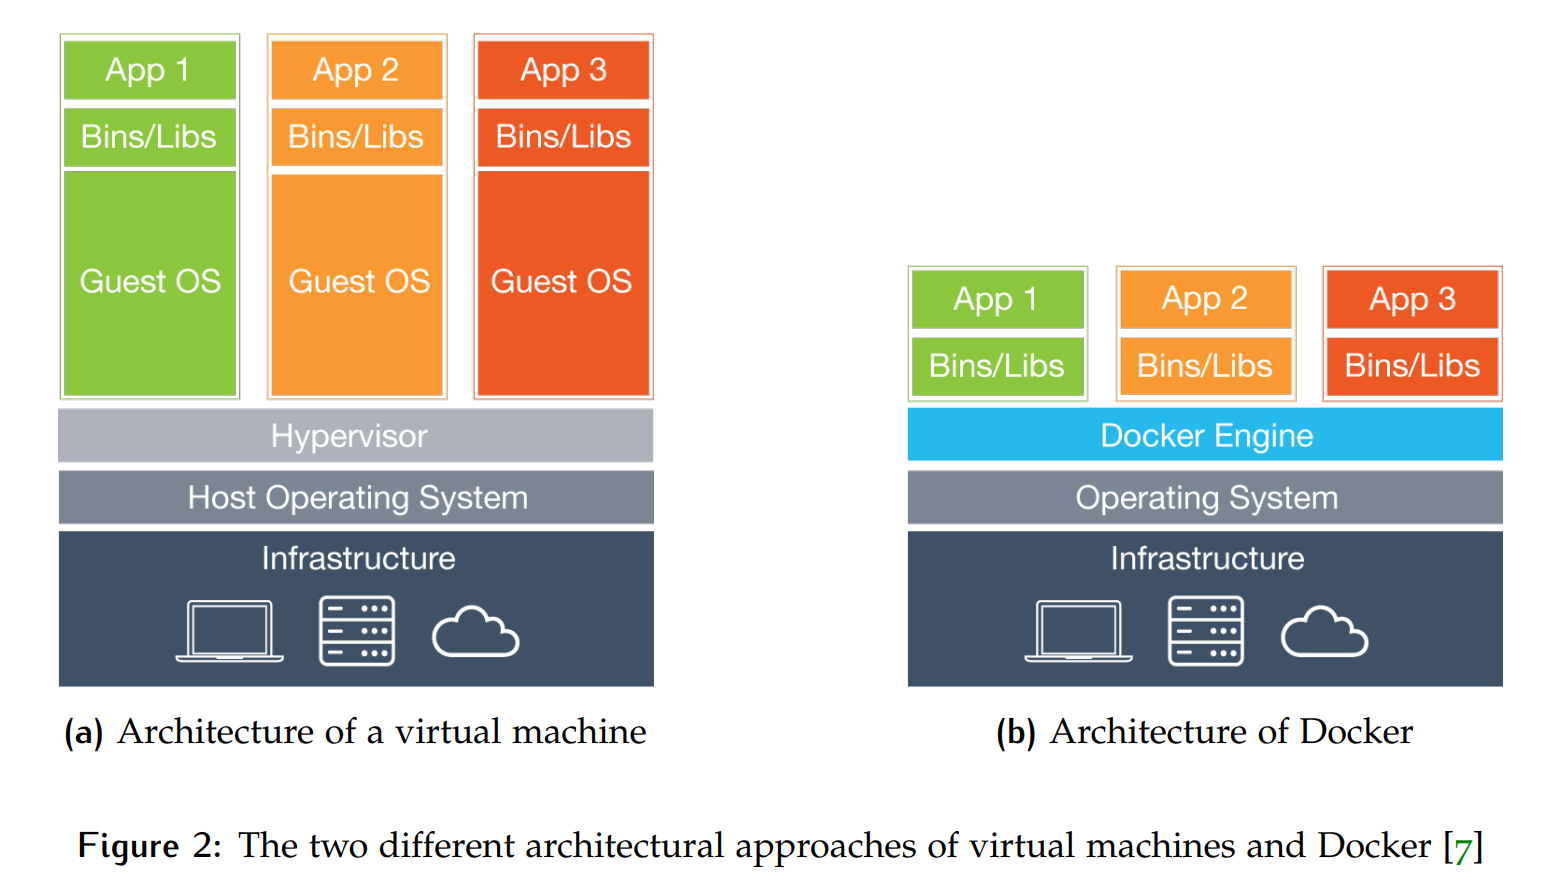 App 1
App 2
App 3
Bins/Libs
Bins/Libs
Bins/Libs
Guest OS
Guest OS
Guest OS
Hypervisor
Host Operating System
Infrastructure
(a) Architecture of a virtual machine
App 1
App 2
App 3
Bins/Libs
Bins/Libs
Bins/Libs
Docker Engine
Operating System
Infrastructure
(b) Architecture of Docker
Figure 2: The two different architectural approaches of virtual machines and Docker [7]